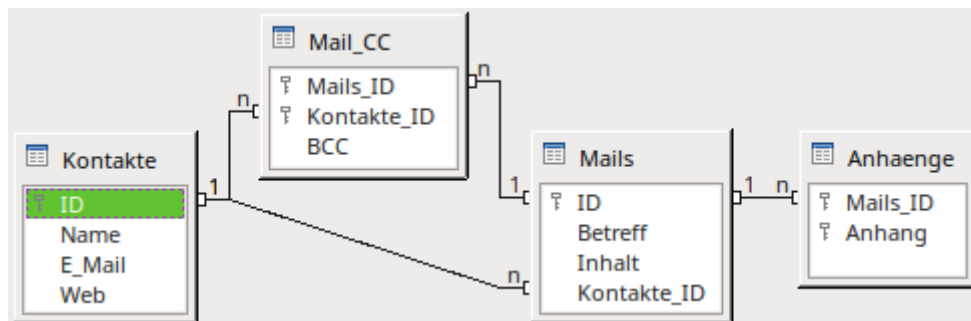 Mail_CC
Mails_ID
Kontakte_ID
BCC
n
n
Kontakte
ID
Name
E_Mail
Web
1
Mails
ID
Betreff
Inhalt
Kontakte_ID
1
n
1
n
Anhaenge
Mails_ID
Anhang